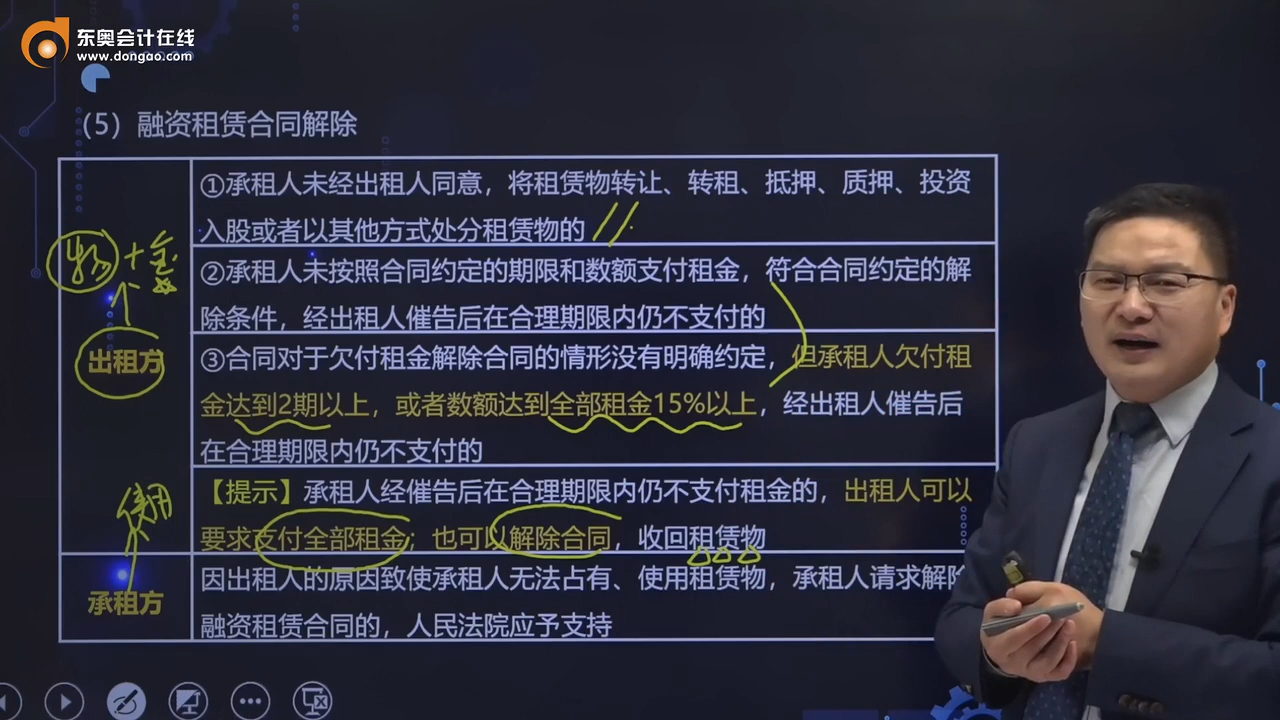 东奥会计在线
www.dongao.com
（5）融资租赁合同解除
①承租人未经出租人同意，将租赁物转让、转租、抵押、质押、投资
入股或者以其他方式处分租赁物的
物 + 金
②承租人未按照合同约定的期限和数额支付租金，符合合同约定的解
除条件，经出租人催告后在合理期限内仍不支付的
出租方
③合同对于欠付租金解除合同的情形没有明确约定，但承租人欠付租
金达到2期以上，或者数额达到全部租金15%以上，经出租人催告后
在合理期限内仍不支付的
【提示】承租人经催告后在合理期限内仍不支付租金的，出租人可以
要求支付全部租金；也可以解除合同，收回租赁物
承租方
因出租人的原因致使承租人无法占有、使用租赁物，承租人请求解除
融资租赁合同的，人民法院应予支持